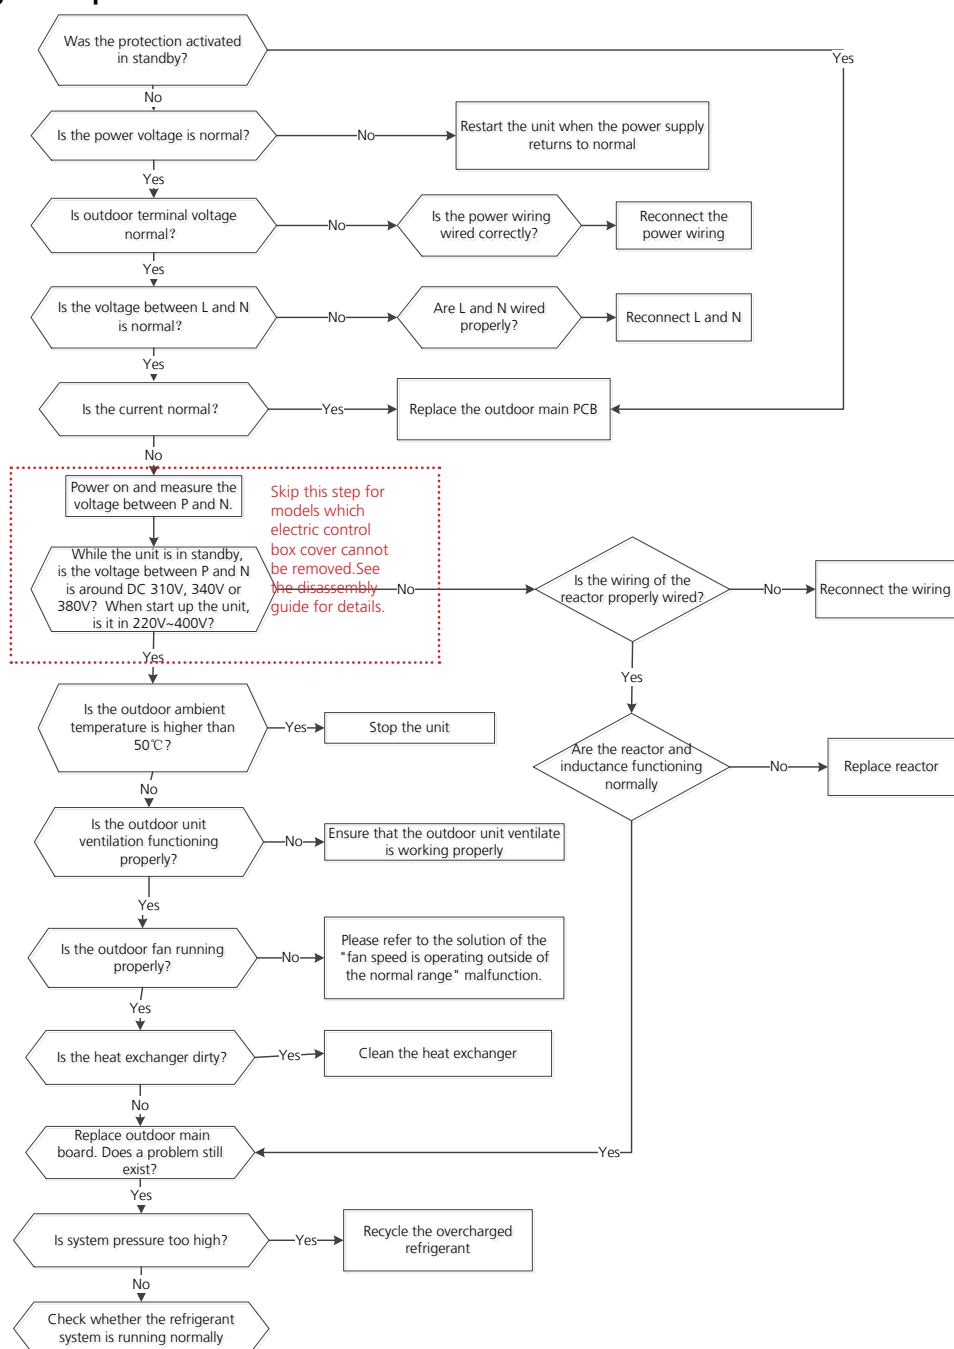 Was the protection activated
in standby?
Yes
No
Is the power voltage is normal?
No
Restart the unit when the power supply
returns to normal
Yes
Is outdoor terminal voltage
normal?
No
Is the power wiring
wired correctly?
Reconnect the
power wiring
Yes
Is the voltage between L and N
is normal?
No
Are L and N wired
properly?
Reconnect L and N
Yes
Is the current normal?
Yes
Replace the outdoor main PCB
No
Power on and measure the
voltage between P and N.
Skip this step for
models which
electric control
box cover cannot
be removed.See
the disassembly
guide for details.
While the unit is in standby,
is the voltage between P and N
is around DC 310V, 340V or
380V? When start up the unit,
is it in 220V~400V?
No
Is the wiring of the
reactor properly wired?
No
Reconnect the wiring
Yes
Yes
Is the outdoor ambient
temperature is higher than
50℃?
Yes
Stop the unit
Are the reactor and
inductance functioning
normally
No
Replace reactor
No
Is the outdoor unit
ventilation functioning
properly?
No
Ensure that the outdoor unit ventilate
is working properly
Yes
Is the outdoor fan running
properly?
No
Please refer to the solution of the
"fan speed is operating outside of
the normal range" malfunction.
Yes
Is the heat exchanger dirty?
Yes
Clean the heat exchanger
No
Replace outdoor main
board. Does a problem still
exist?
Yes
Yes
Is system pressure too high?
Yes
Recycle the overcharged
refrigerant
No
Check whether the refrigerant
system is running normally